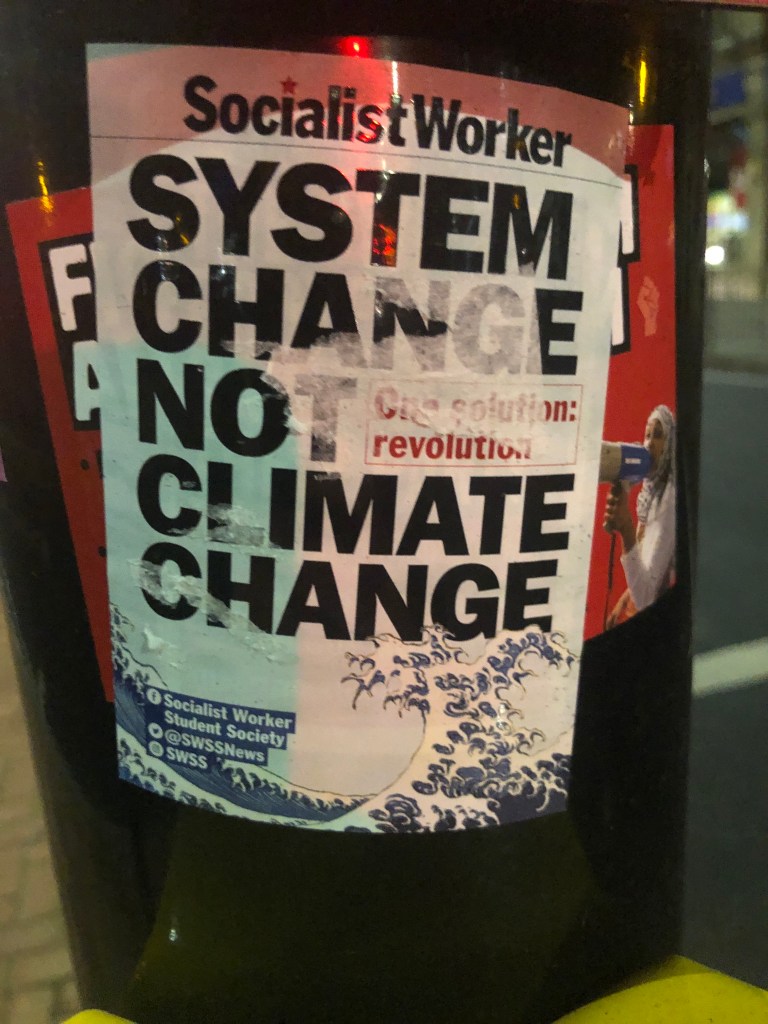 Socialist Worker
SYSTEM
CHANGE
NOT
One solution:
revolution
CLIMATE
CHANGE
Socialist Worker
Student Society
@SWSSNews
SWSS